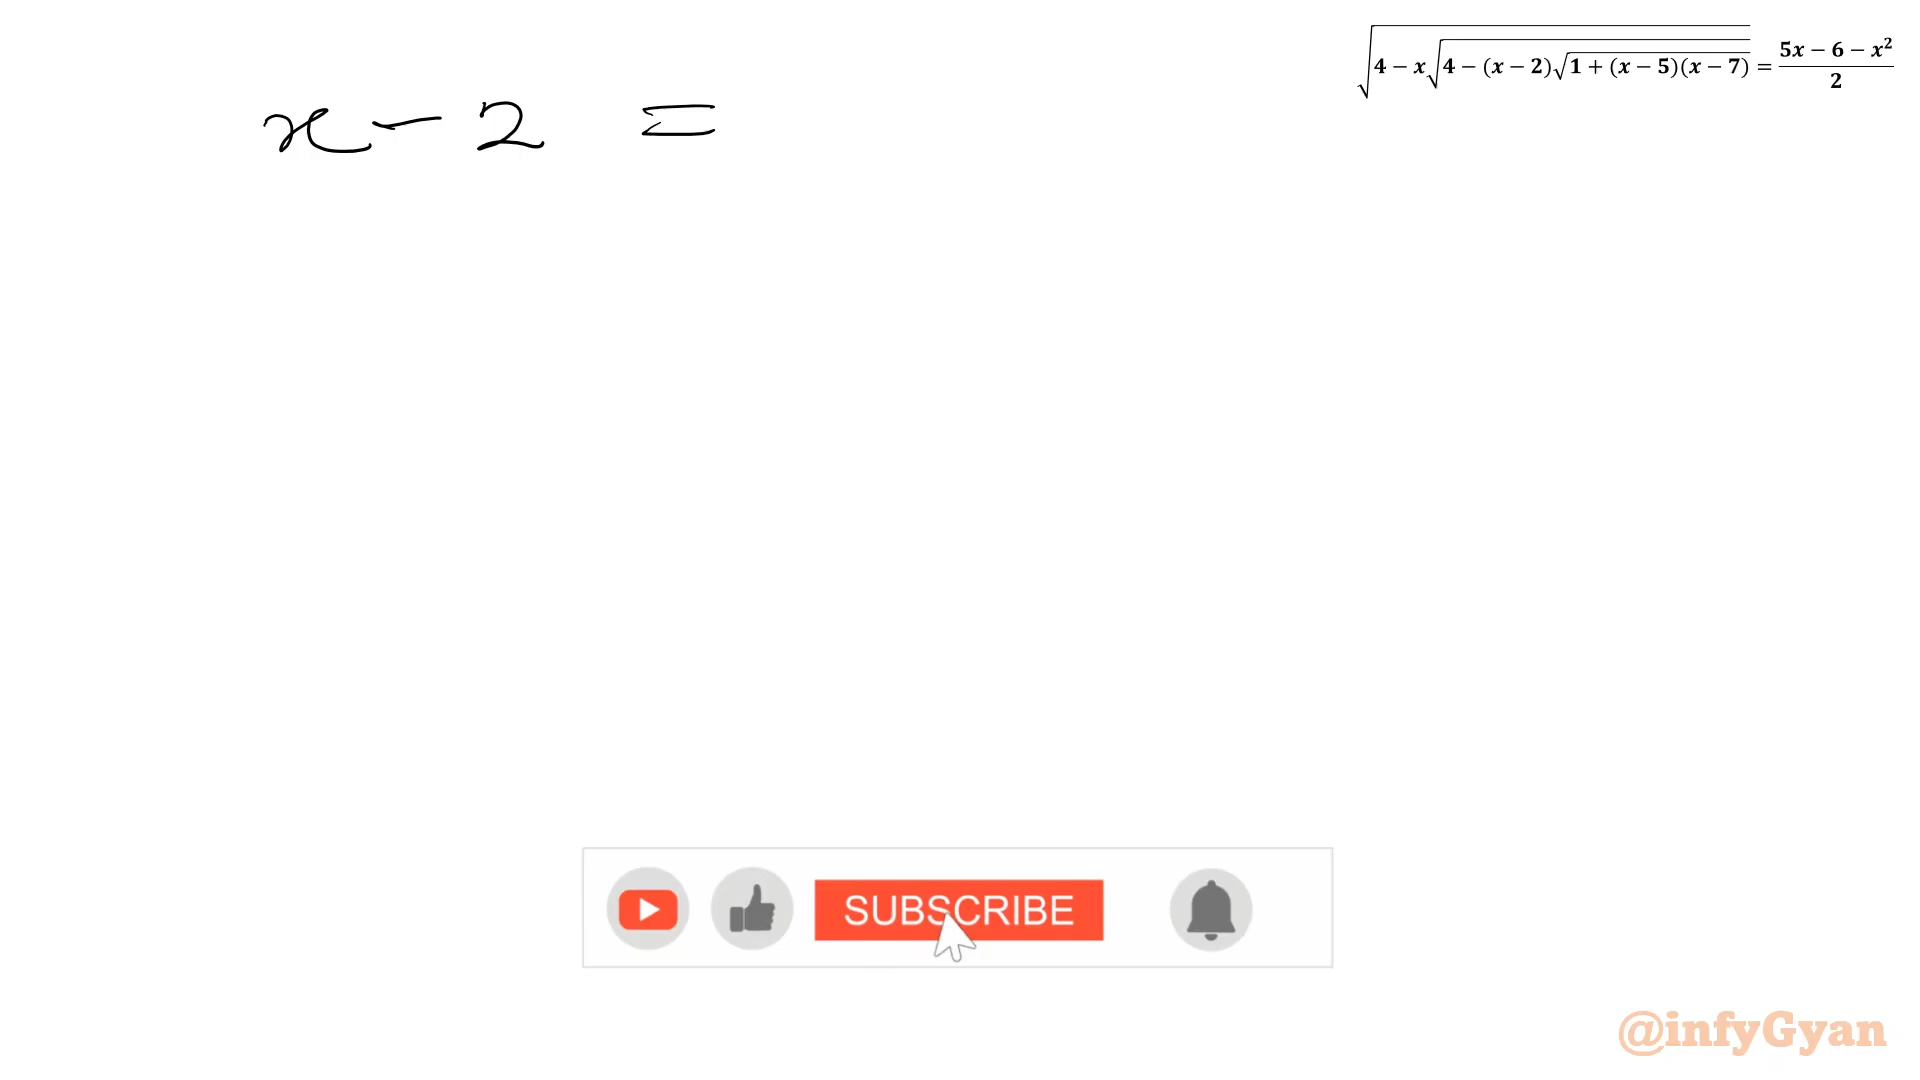 √(4 − x√(4 − (x − 2)√(1 + (x − 5)(x − 7)))) = (5x − 6 − x²)/2
x − 2 =
SUBSCRIBE
@infyGyan